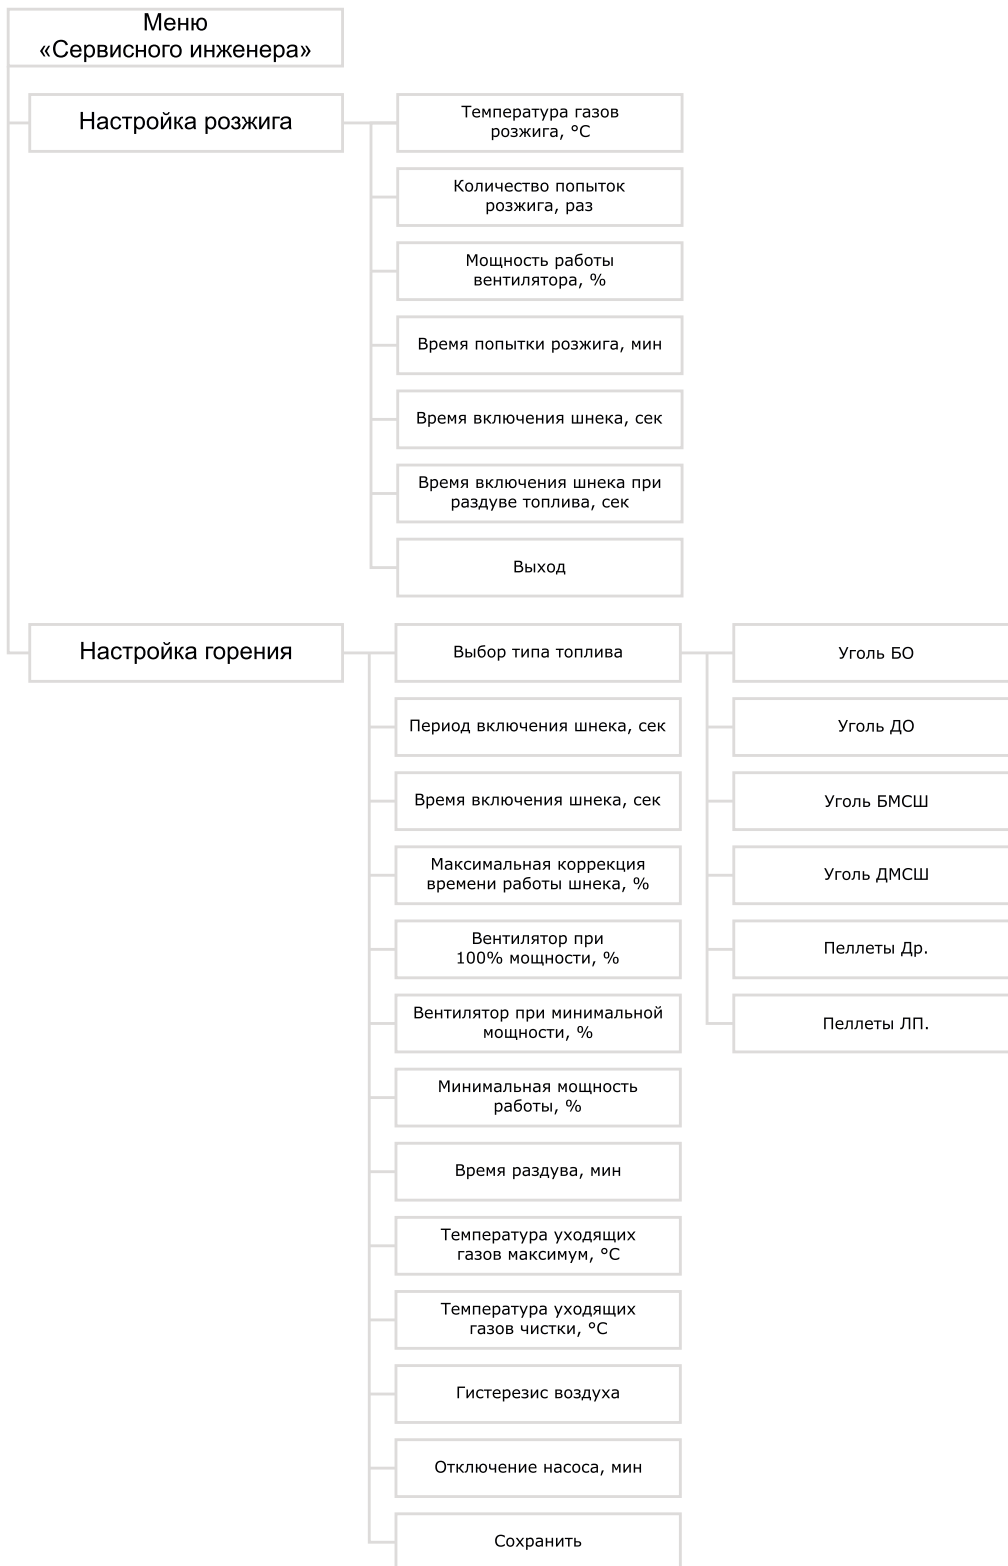 Меню
«Сервисного инженера»
Настройка розжига
Температура газов
розжига, °С
Количество попыток
розжига, раз
Мощность работы
вентилятора, %
Время попытки розжига, мин
Время включения шнека, сек
Время включения шнека при
раздуве топлива, сек
Выход
Настройка горения
Выбор типа топлива
Уголь БО
Уголь ДО
Уголь БМСШ
Уголь ДМСШ
Пеллеты Др.
Пеллеты ЛП.
Период включения шнека, сек
Время включения шнека, сек
Максимальная коррекция
времени работы шнека, %
Вентилятор при
100% мощности, %
Вентилятор при минимальной
мощности, %
Минимальная мощность
работы, %
Время раздува, мин
Температура уходящих
газов максимум, °С
Температура уходящих
газов чистки, °С
Гистерезис воздуха
Отключение насоса, мин
Сохранить